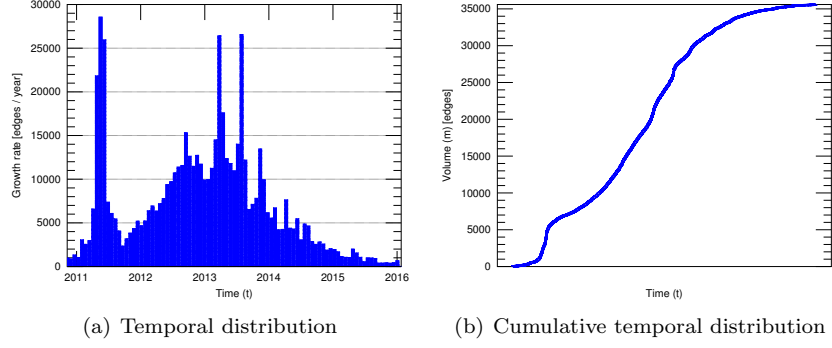 30000
25000
20000
15000
10000
5000
0
Growth rate [edges / year]
2011 2012 2013 2014 2015 2016
Time (t)
(a) Temporal distribution
35000
30000
25000
20000
15000
10000
5000
0
Volume (m) [edges]
Time (t)
(b) Cumulative temporal distribution